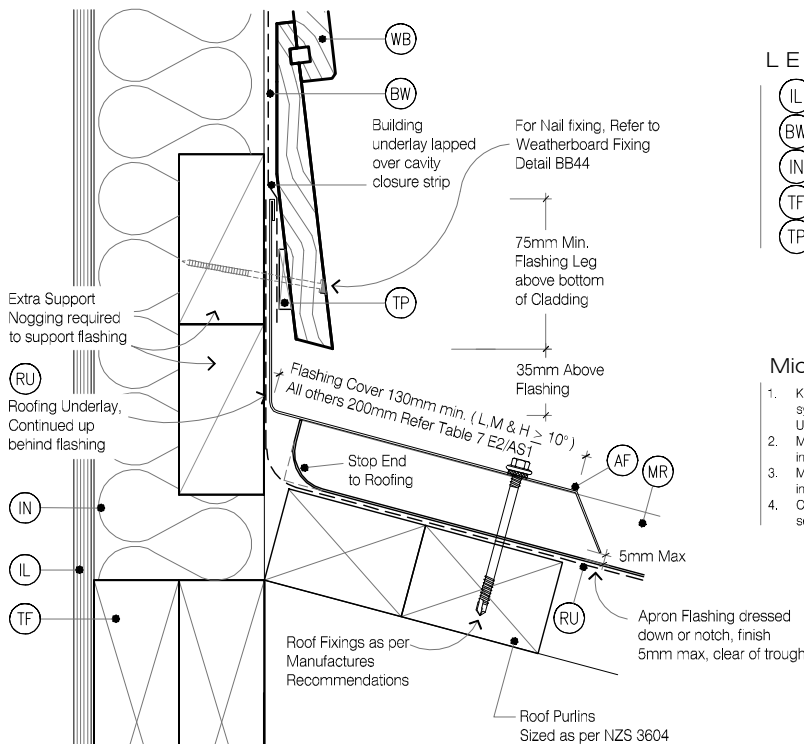 WB
BW
Building
underlay lapped
over cavity
closure strip
For Nail fixing, Refer to
Weatherboard Fixing
Detail BB44
75mm Min.
Flashing Leg
above bottom
of Cladding
TP
Extra Support
Nogging required
to support flashing
RU
Roofing Underlay,
Continued up
behind flashing
35mm Above
Flashing
Flashing Cover 130mm min. ( L,M & H ≥ 10° )
All others 200mm Refer Table 7 E2/AS1
Stop End
to Roofing
AF
MR
IN
IL
TF
5mm Max
RU
Apron Flashing dressed
down or notch, finish
5mm max, clear of trough
Roof Fixings as per
Manufactures
Recommendations
Roof Purlins
Sized as per NZS 3604
L E
IL
BW
IN
TF
TP
1. K
2. M
in
3. M
in
4.